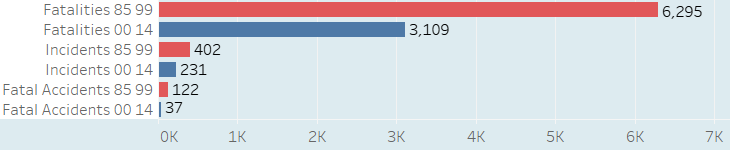 Fatalities 85 99 6,295
Fatalities 00 14 3,109
Incidents 85 99 402
Incidents 00 14 231
Fatal Accidents 85 99 122
Fatal Accidents 00 14 37
0K 1K 2K 3K 4K 5K 6K 7K